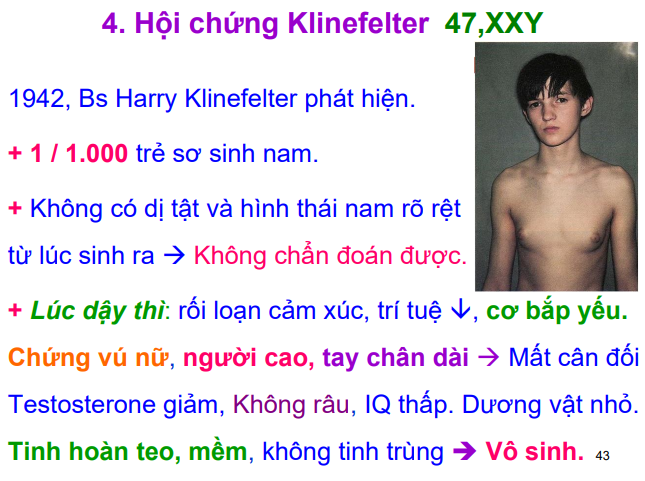 4. Hội chứng Klinefelter 47,XXY
1942, Bs Harry Klinefelter phát hiện.
+ 1 / 1.000 trẻ sơ sinh nam.
+ Không có dị tật và hình thái nam rõ rệt
từ lúc sinh ra → Không chẩn đoán được.
+ Lúc dậy thì: rối loạn cảm xúc, trí tuệ ↓, cơ bắp yếu.
Chứng vú nữ, người cao, tay chân dài → Mất cân đối
Testosterone giảm, Không râu, IQ thấp. Dương vật nhỏ.
Tinh hoàn teo, mềm, không tinh trùng → Vô sinh. 43